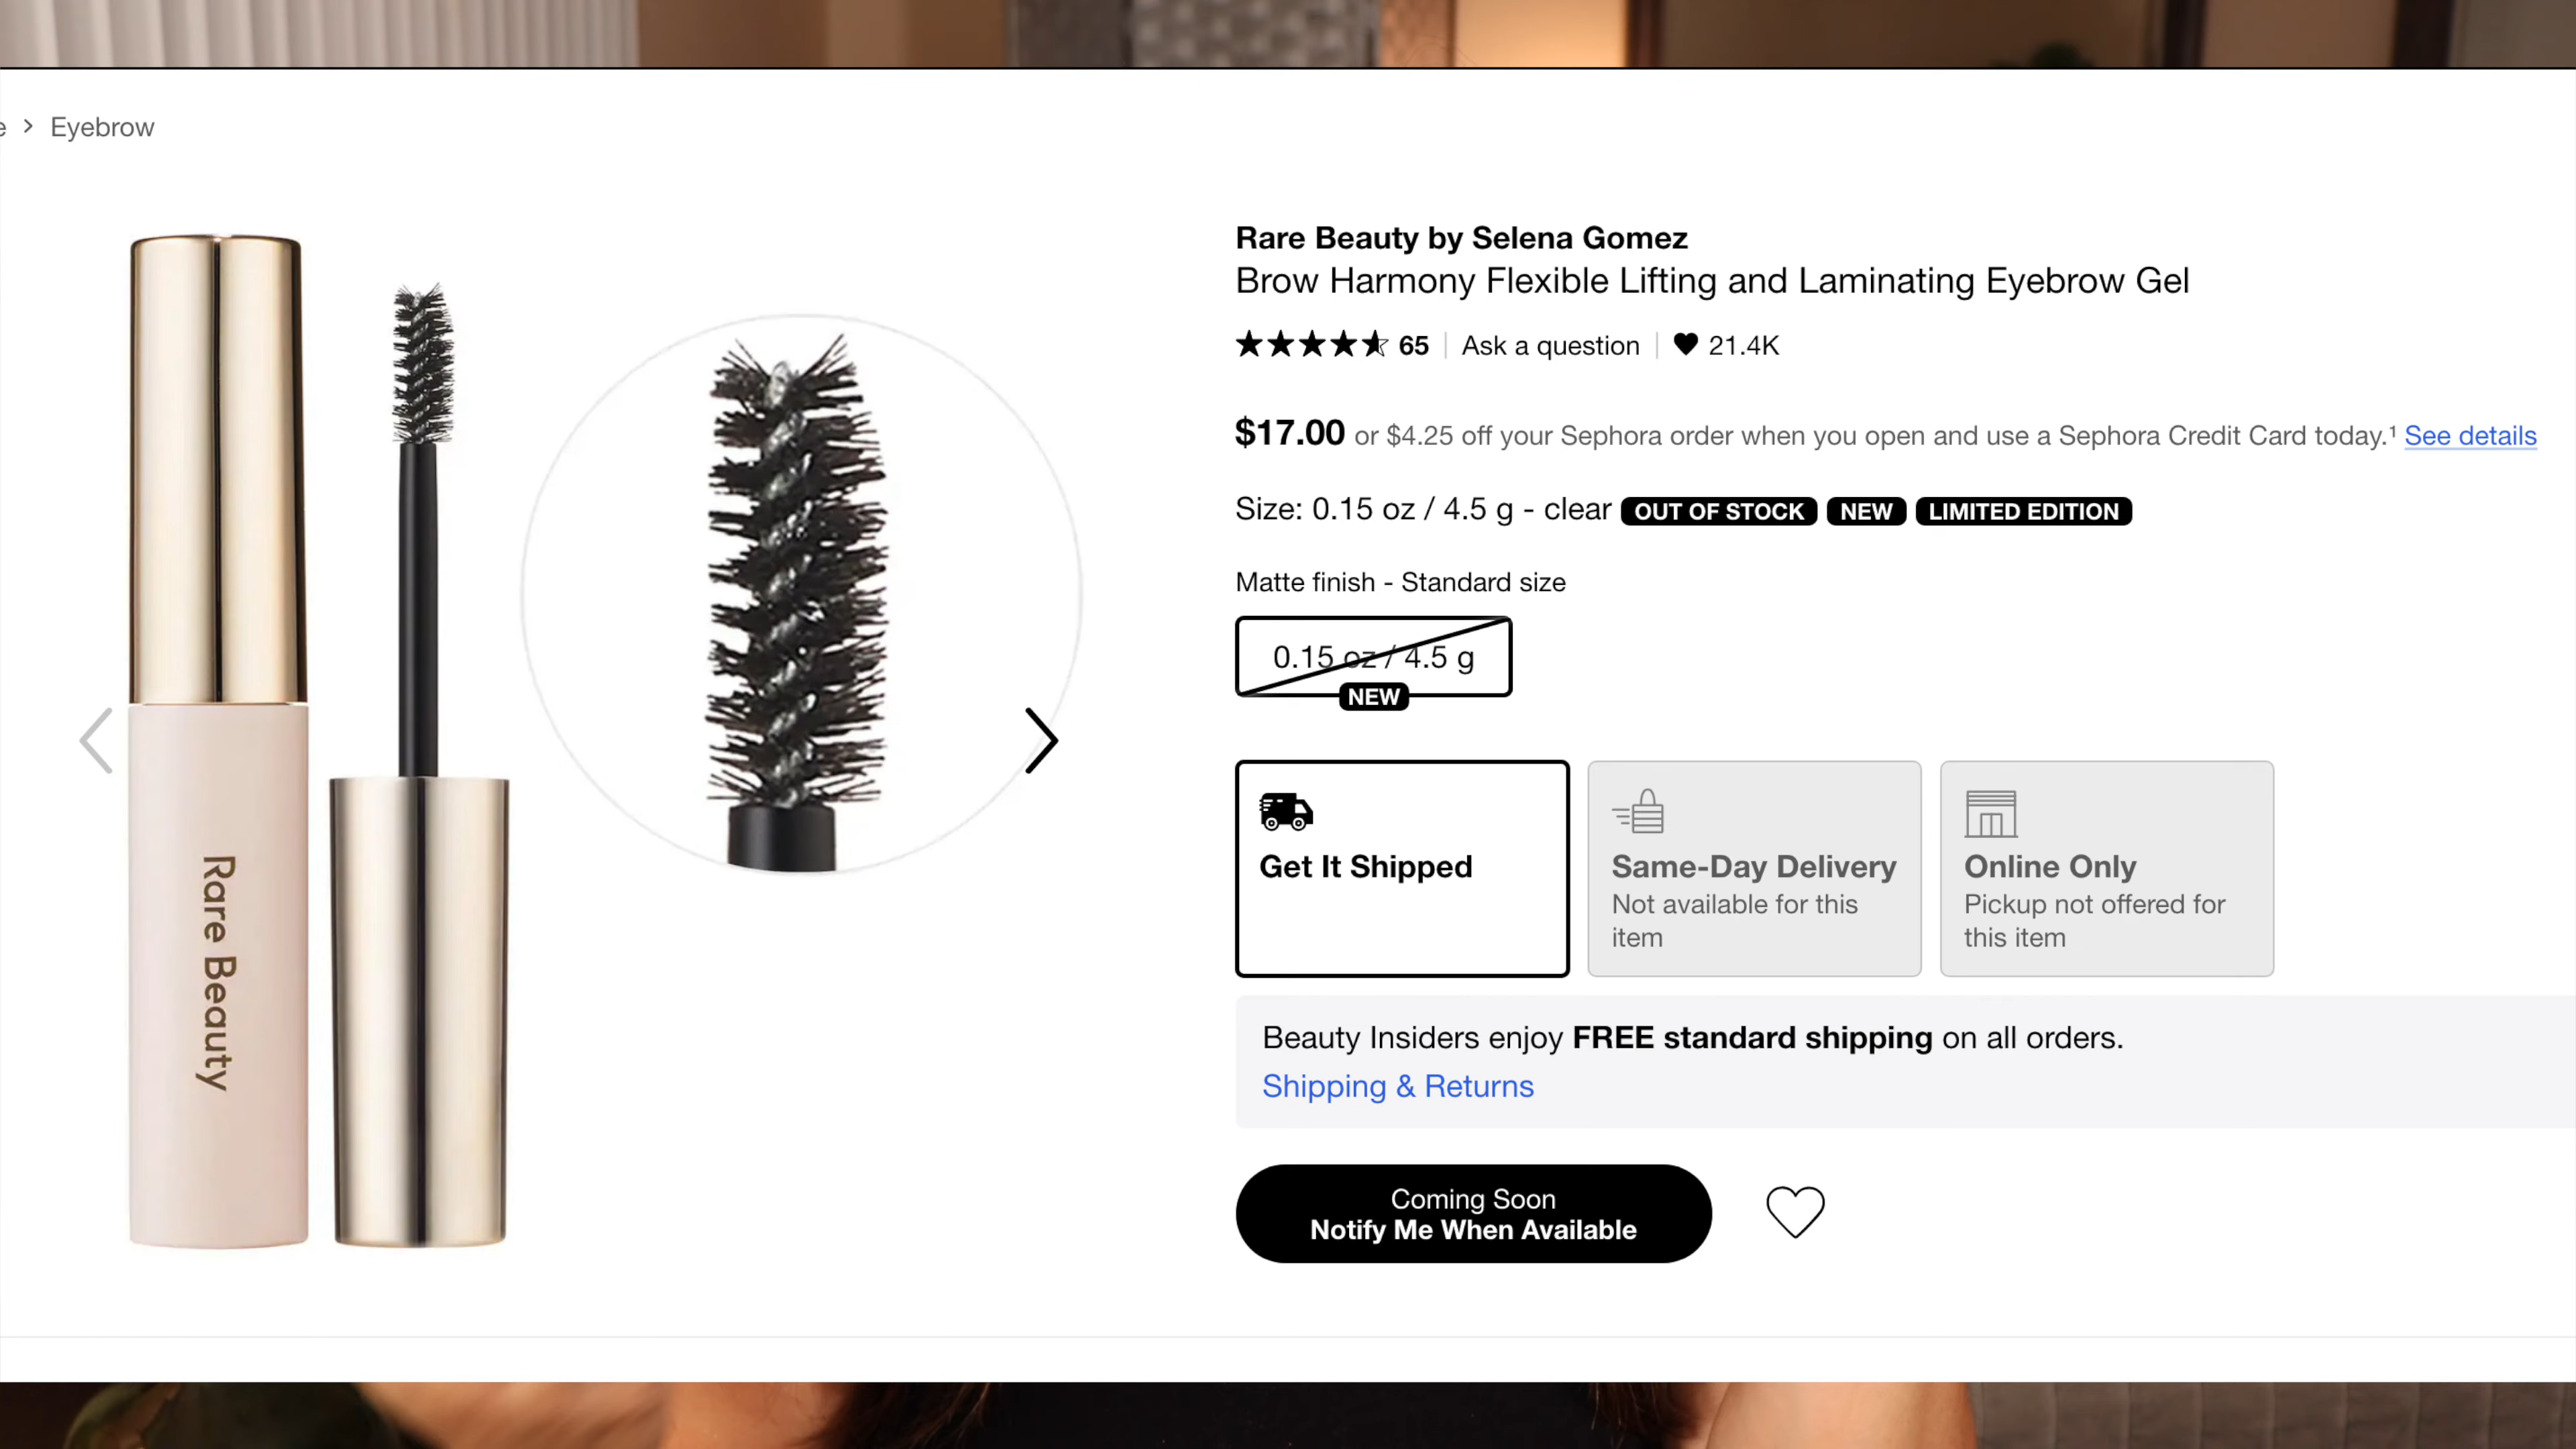 e > Eyebrow
Rare Beauty by Selena Gomez
Brow Harmony Flexible Lifting and Laminating Eyebrow Gel
65 | Ask a question | 21.4K
$17.00 or $4.25 off your Sephora order when you open and use a Sephora Credit Card today.¹ See details
Size: 0.15 oz / 4.5 g - clear OUT OF STOCK NEW LIMITED EDITION
Matte finish - Standard size
0.15 oz / 4.5 g
NEW
Get It Shipped
Same-Day Delivery
Not available for this
item
Online Only
Pickup not offered for
this item
Beauty Insiders enjoy FREE standard shipping on all orders.
Shipping & Returns
Coming Soon
Notify Me When Available
Rare Beauty